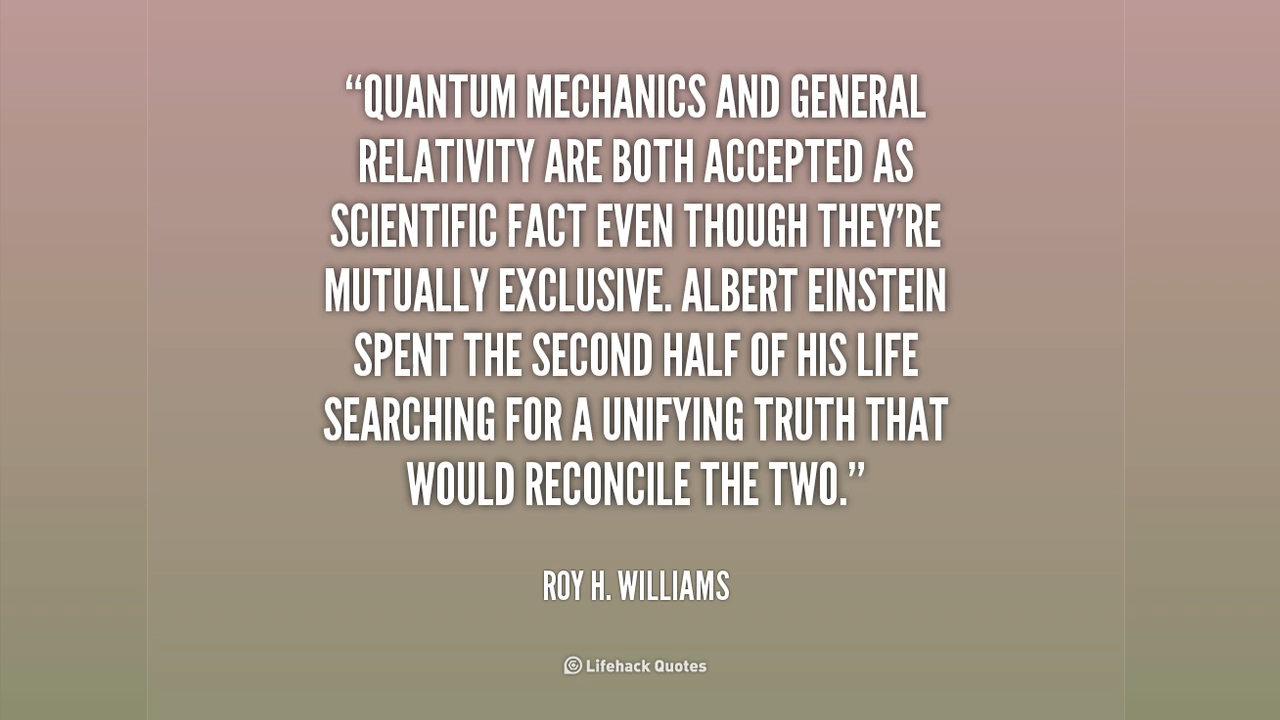 “QUANTUM MECHANICS AND GENERAL
RELATIVITY ARE BOTH ACCEPTED AS
SCIENTIFIC FACT EVEN THOUGH THEY’RE
MUTUALLY EXCLUSIVE. ALBERT EINSTEIN
SPENT THE SECOND HALF OF HIS LIFE
SEARCHING FOR A UNIFYING TRUTH THAT
WOULD RECONCILE THE TWO.”
ROY H. WILLIAMS
Lifehack Quotes